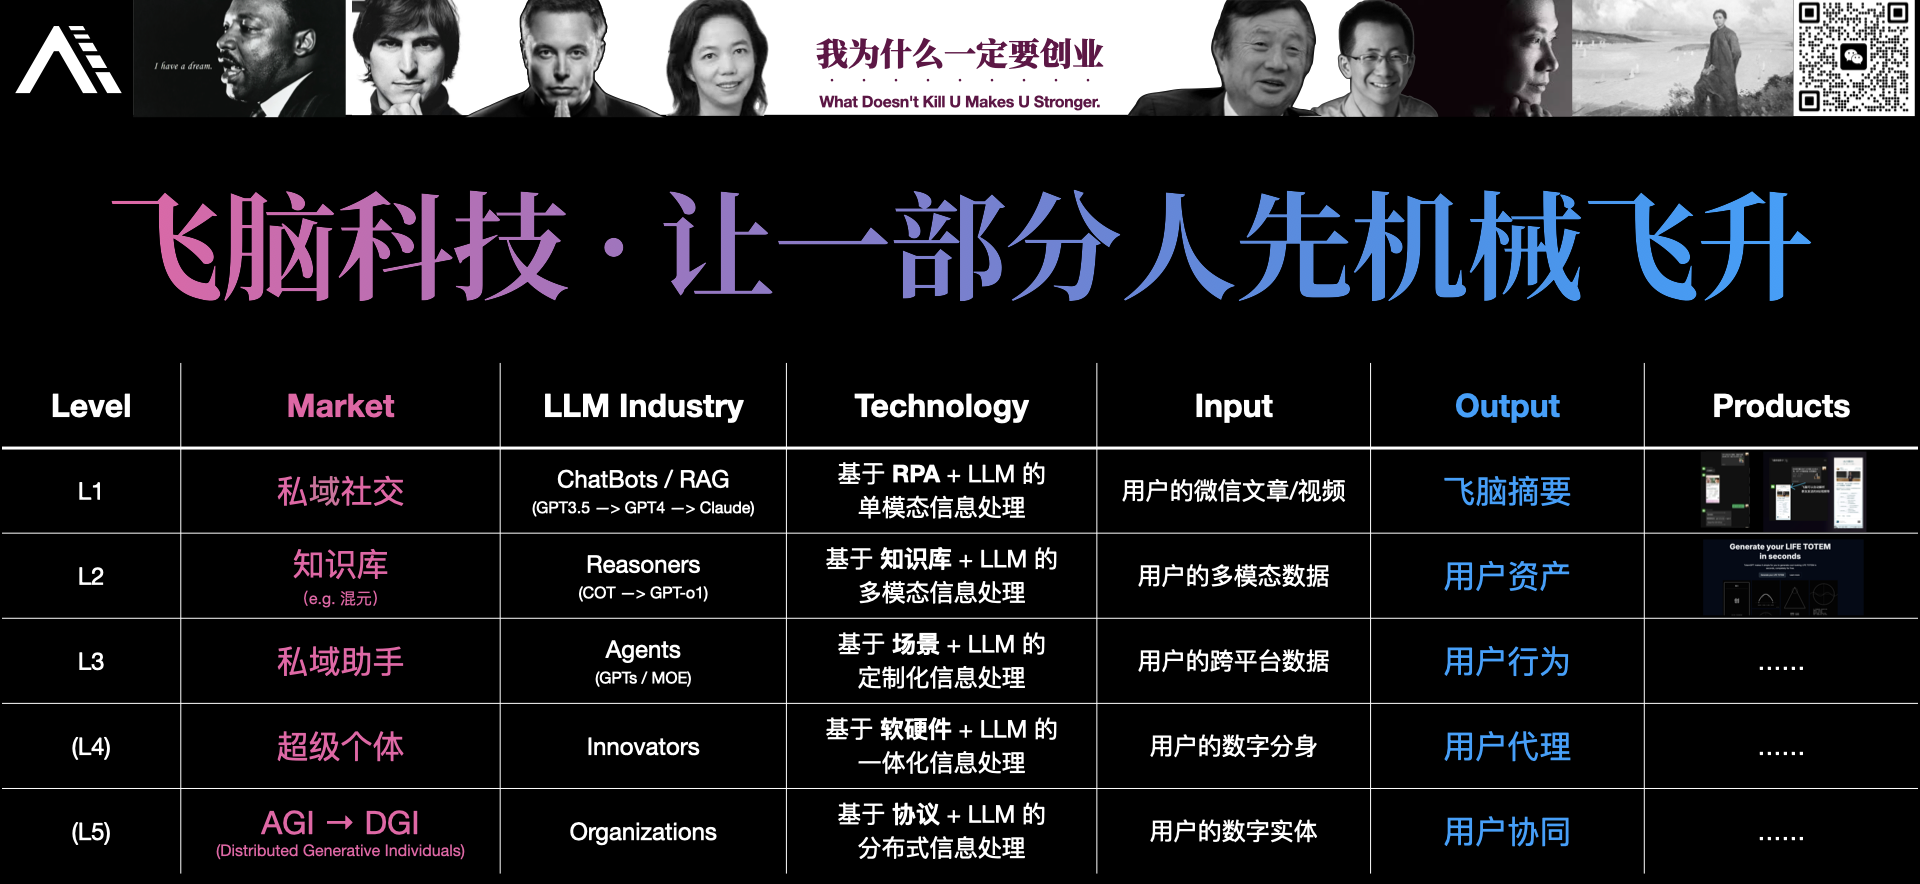 I have a dream.
我为什么一定要创业
What Doesn't Kill U Makes U Stronger.
飞脑科技·让一部分人先机械飞升
Level
Market
LLM Industry
Technology
Input
Output
Products
L1
私域社交
ChatBots / RAG
(GPT3.5 —> GPT4 —> Claude)
基于 RPA + LLM 的
单模态信息处理
用户的微信文章/视频
飞脑摘要
L2
知识库
(e.g. 混元)
Reasoners
(COT —> GPT-o1)
基于 知识库 + LLM 的
多模态信息处理
用户的多模态数据
用户资产
Generate your LIFE TOTEM
in seconds
L3
私域助手
Agents
(GPTs / MOE)
基于 场景 + LLM 的
定制化信息处理
用户的跨平台数据
用户行为
……
(L4)
超级个体
Innovators
基于 软硬件 + LLM 的
一体化信息处理
用户的数字分身
用户代理
……
(L5)
AGI → DGI
(Distributed Generative Individuals)
Organizations
基于 协议 + LLM 的
分布式信息处理
用户的数字实体
用户协同
……